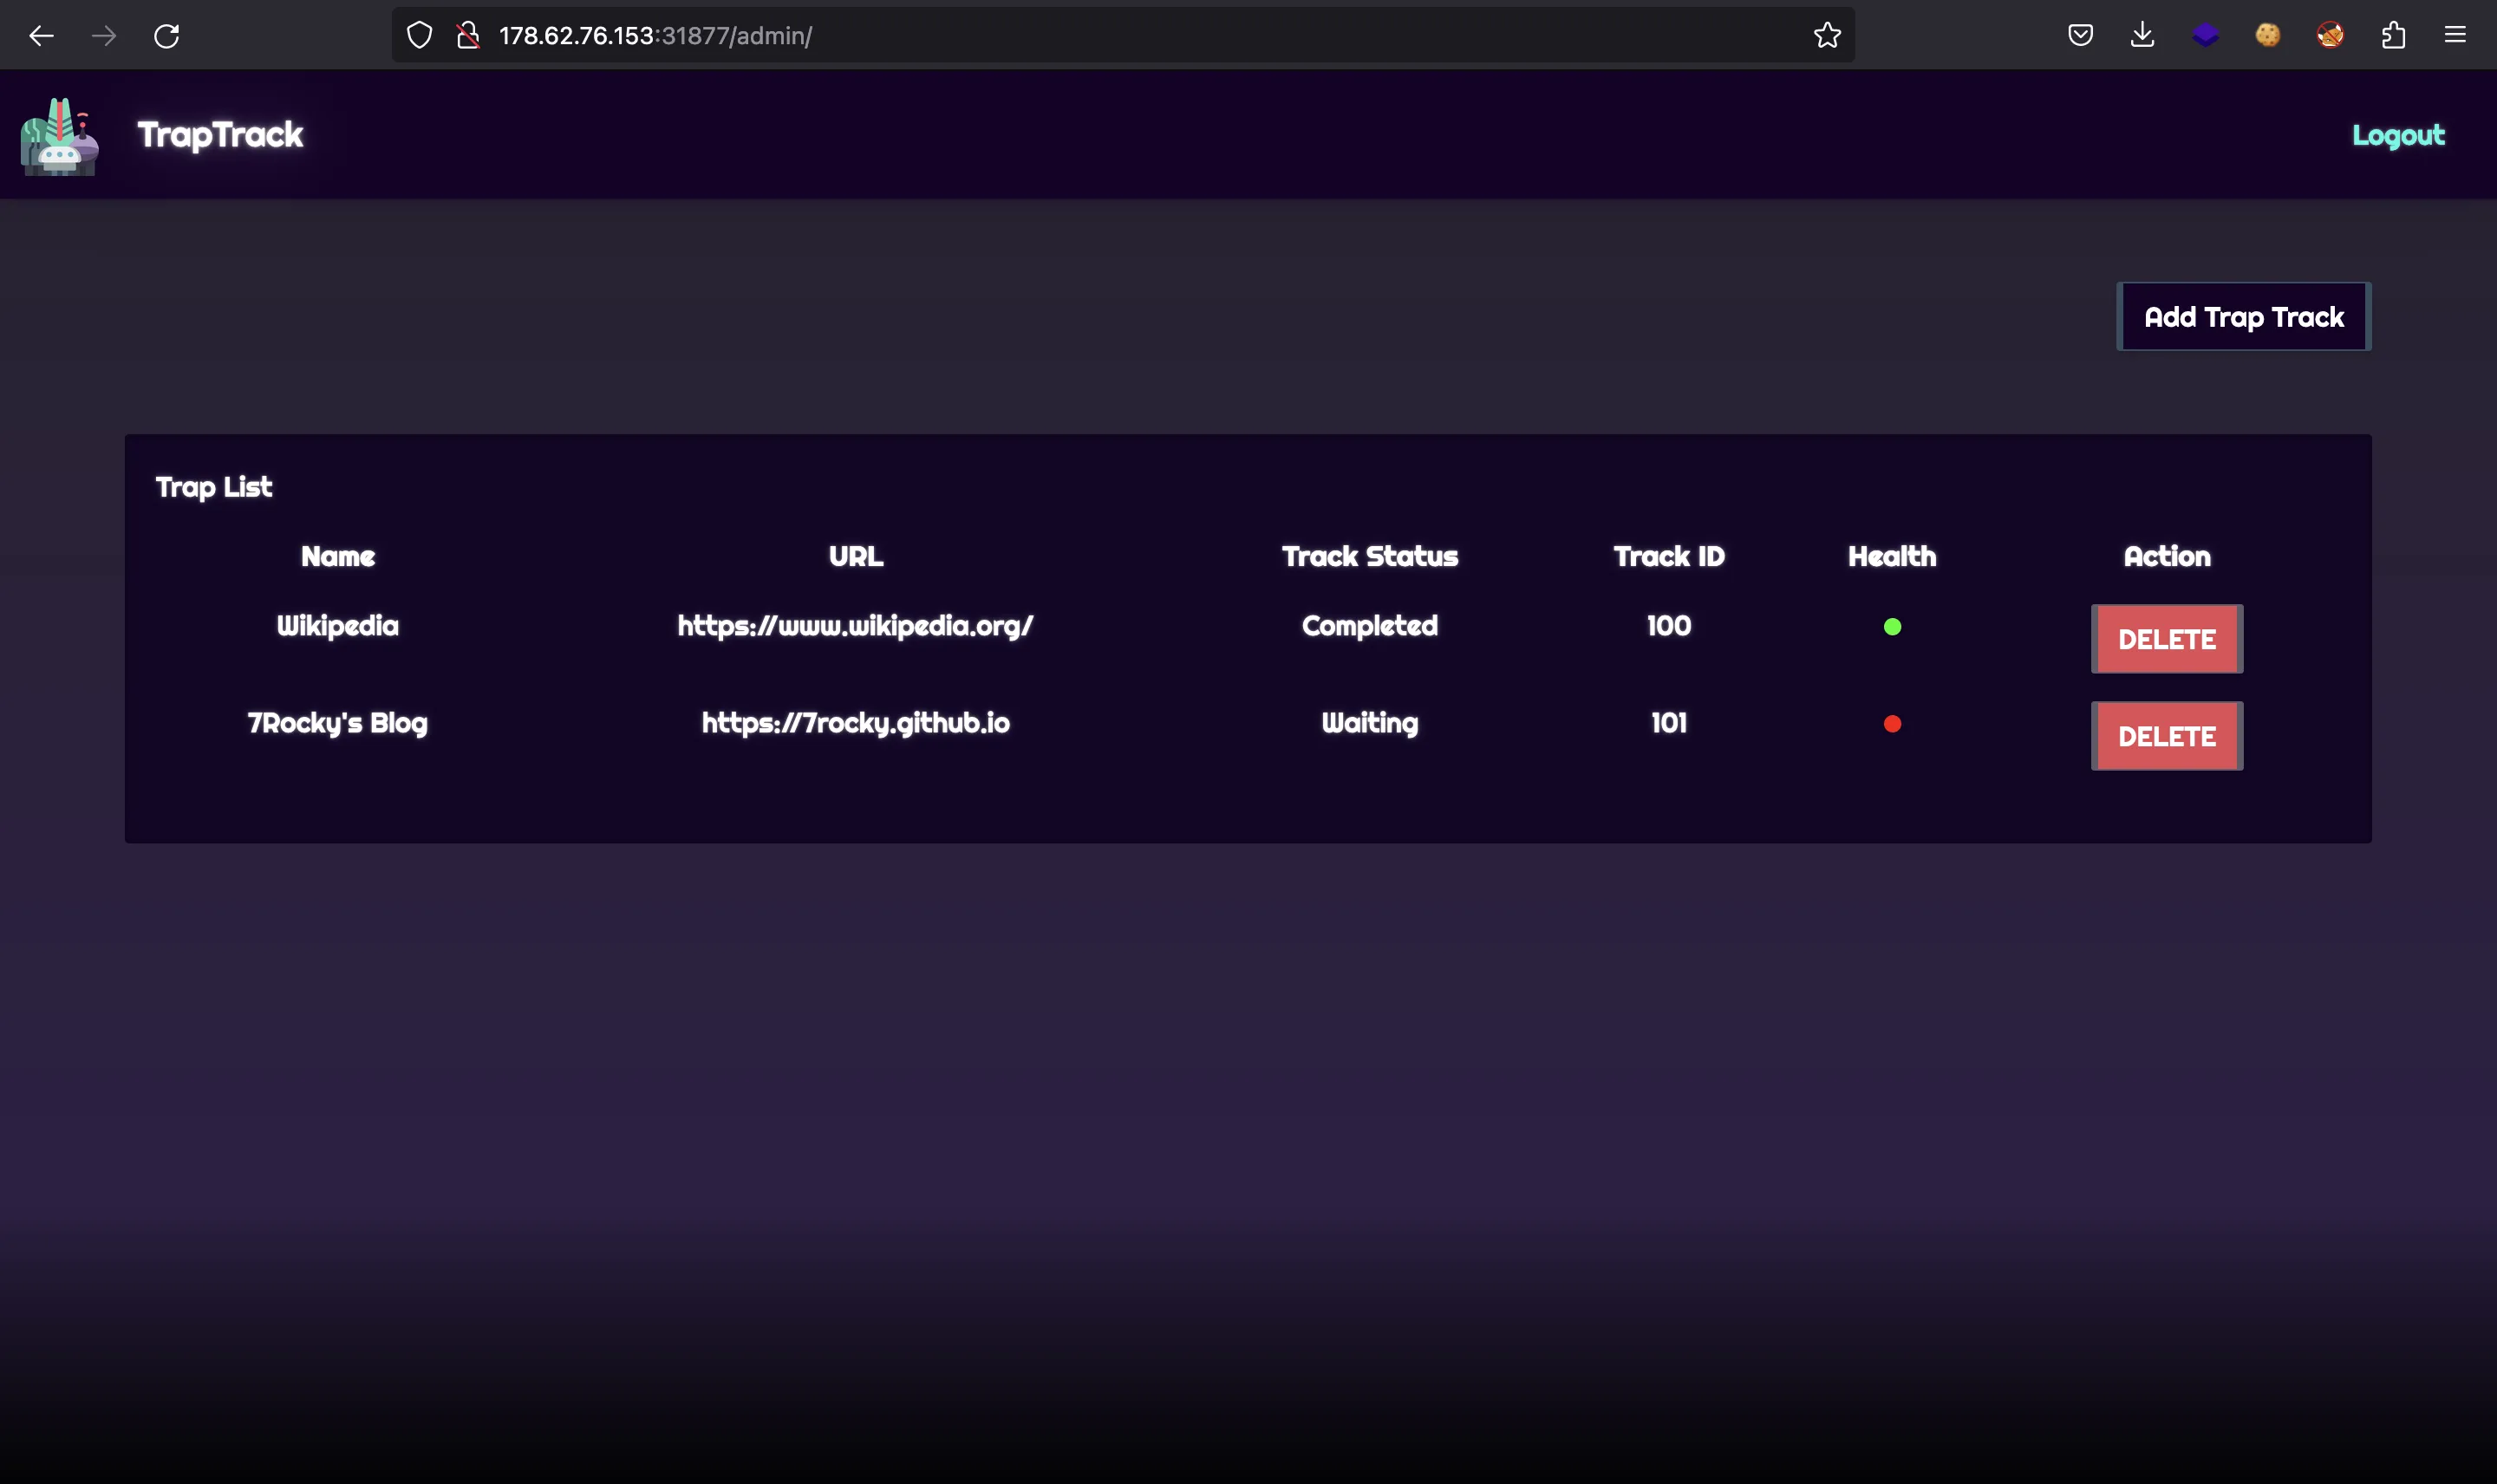 178.62.76.153:31877/admin/
TrapTrack
Logout
Add Trap Track
Trap List
Name URL Track Status Track ID Health Action
Wikipedia https://www.wikipedia.org/ Completed 100 DELETE
7Rocky's Blog https://7rocky.github.io Waiting 101 DELETE